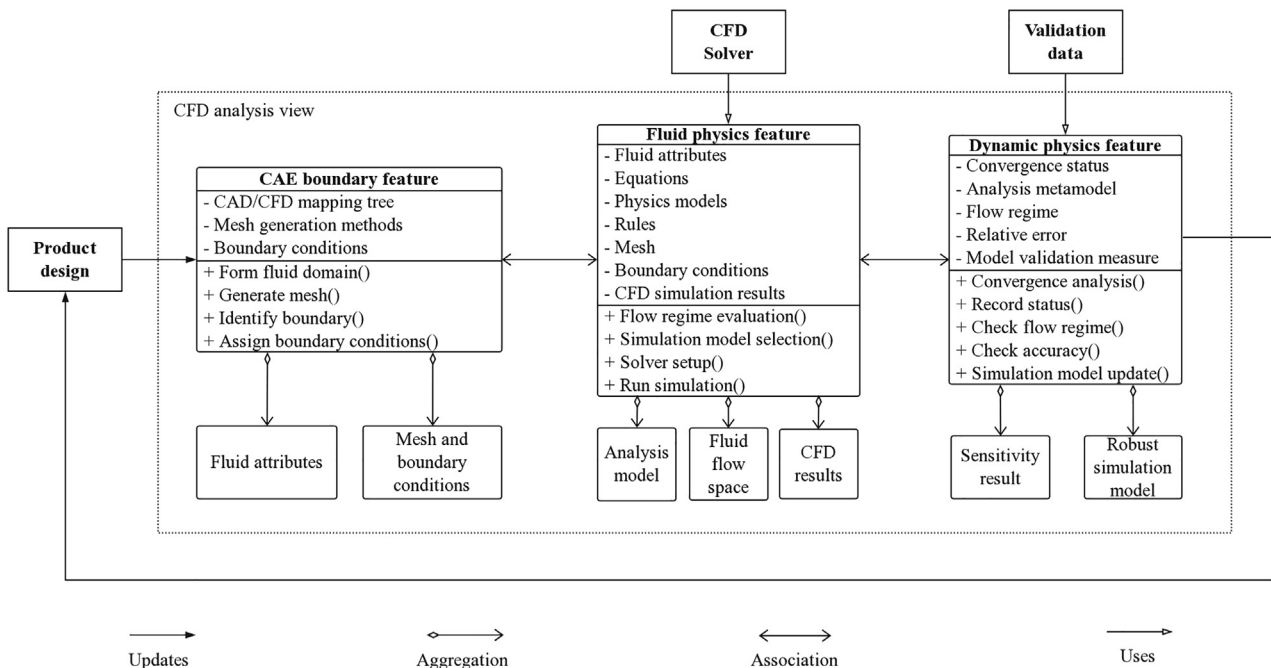 CFD
Solver
Validation
data
CFD analysis view
Product
design
CAE boundary feature
- CAD/CFD mapping tree
- Mesh generation methods
- Boundary conditions
+ Form fluid domain()
+ Generate mesh()
+ Identify boundary()
+ Assign boundary conditions()
Fluid attributes
Mesh and
boundary
conditions
Fluid physics feature
- Fluid attributes
- Equations
- Physics models
- Rules
- Mesh
- Boundary conditions
- CFD simulation results
+ Flow regime evaluation()
+ Simulation model selection()
+ Solver setup()
+ Run simulation()
Analysis
model
Fluid
flow
space
CFD
results
Dynamic physics feature
- Convergence status
- Analysis metamodel
- Flow regime
- Relative error
- Model validation measure
+ Convergence analysis()
+ Record status()
+ Check flow regime()
+ Check accuracy()
+ Simulation model update()
Sensitivity
result
Robust
simulation
model
Updates
Aggregation
Association
Uses